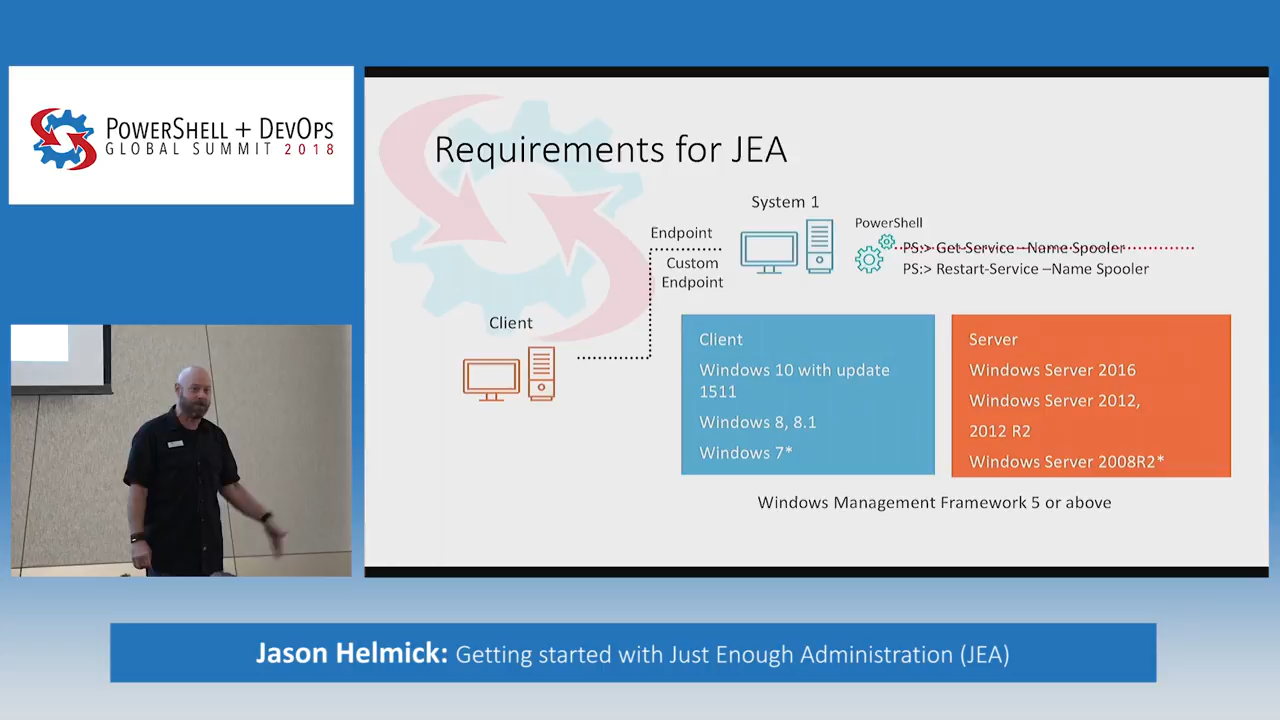 POWERSHELL + DEVOPS
GLOBAL SUMMIT 2018
Requirements for JEA
System 1
Endpoint
Custom
Endpoint
PowerShell
PS:> Get-Service –Name Spooler
PS:> Restart-Service –Name Spooler
Client
Client
Windows 10 with update
1511
Windows 8, 8.1
Windows 7*
Server
Windows Server 2016
Windows Server 2012,
2012 R2
Windows Server 2008R2*
Windows Management Framework 5 or above
Jason Helmick: Getting started with Just Enough Administration (JEA)